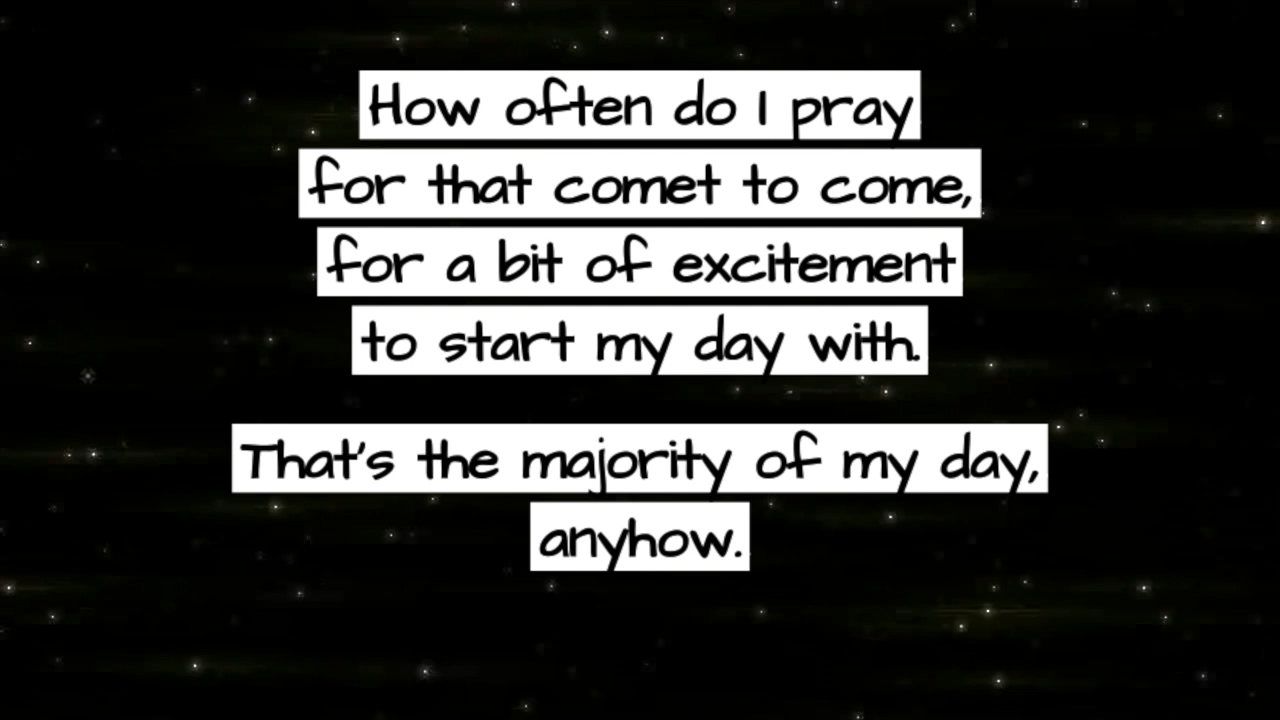 How often do I pray
for that comet to come,
for a bit of excitement
to start my day with.
That's the majority of my day,
anyhow.